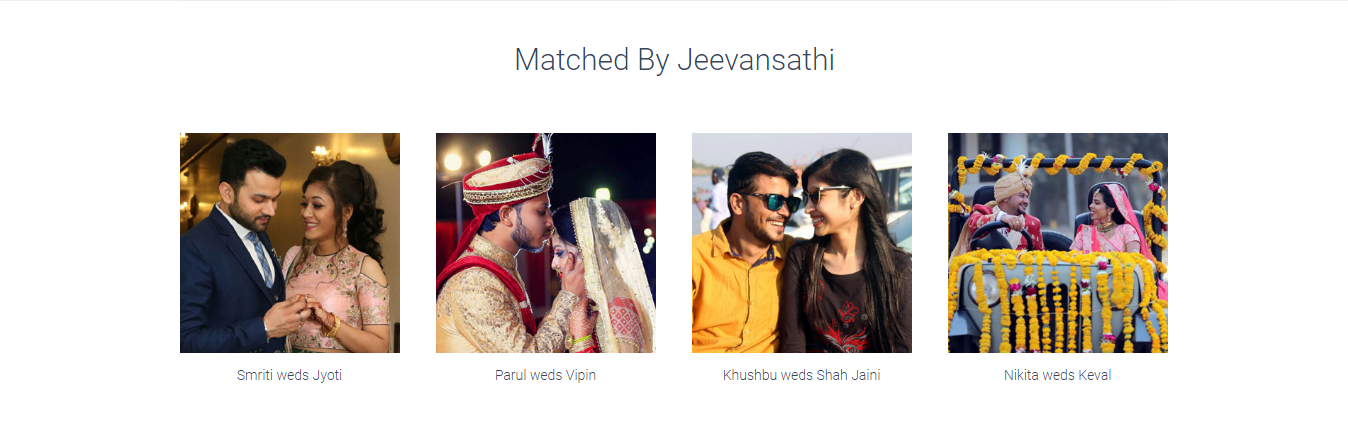 Matched By Jeevansathi
Smriti weds Jyoti
Parul weds Vipin
Khushbu weds Shah Jaini
Nikita weds Keval